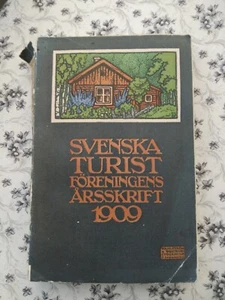 SVENSKA
TURIST
FÖRENINGENS
ÅRSSKRIFT
1909